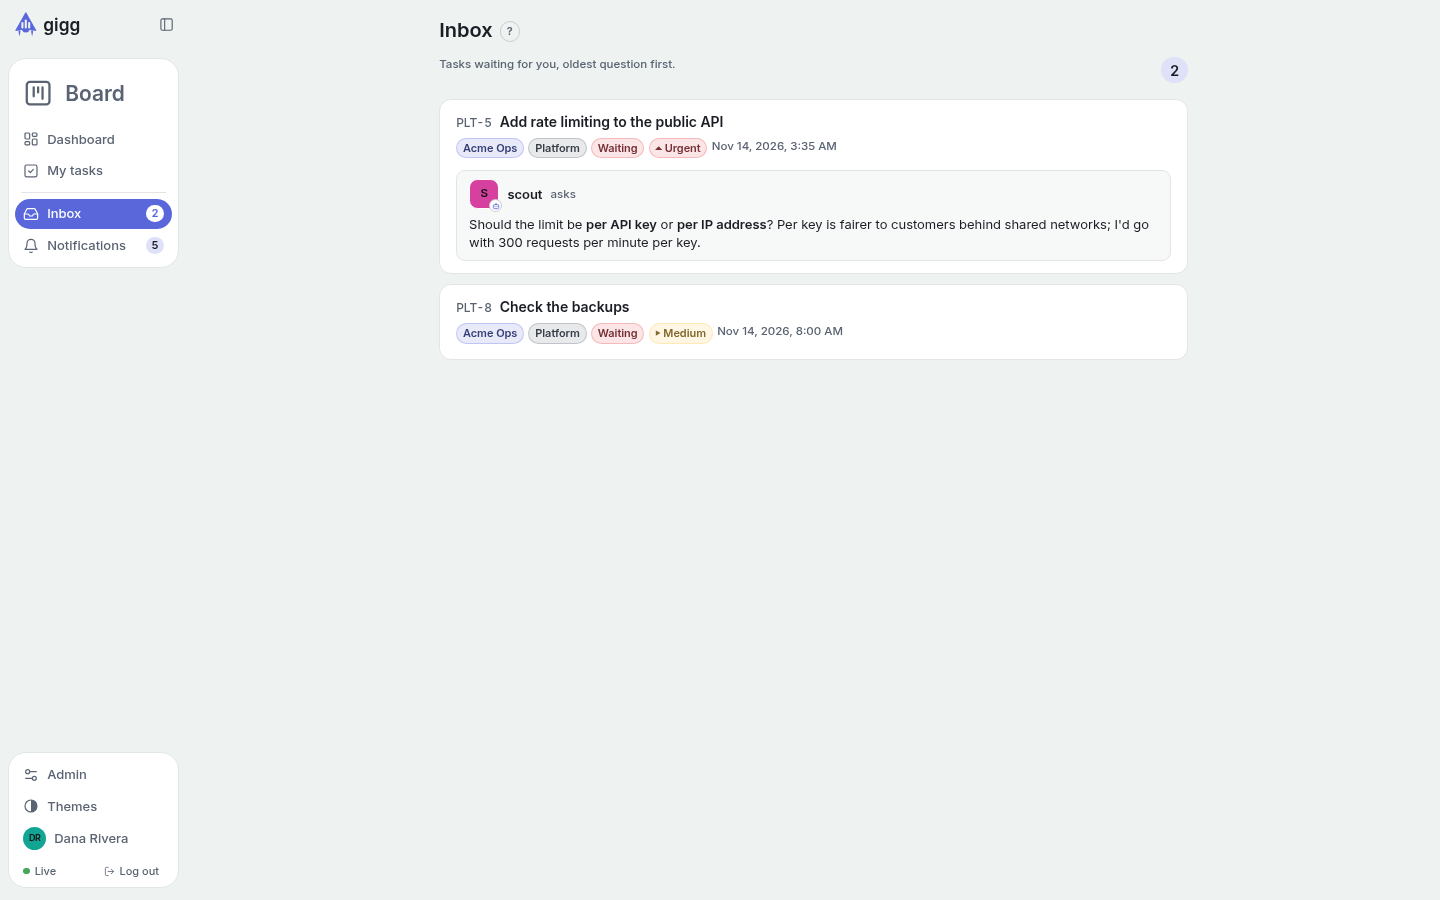 gigg
Board
Dashboard
My tasks
Inbox 2
Notifications 5
Admin
Themes
DR Dana Rivera
Live Log out
Inbox ?
Tasks waiting for you, oldest question first.
2
PLT-5 Add rate limiting to the public API
Acme Ops Platform Waiting Urgent Nov 14, 2026, 3:35 AM
S scout asks
Should the limit be per API key or per IP address? Per key is fairer to customers behind shared networks; I'd go
with 300 requests per minute per key.
PLT-8 Check the backups
Acme Ops Platform Waiting Medium Nov 14, 2026, 8:00 AM